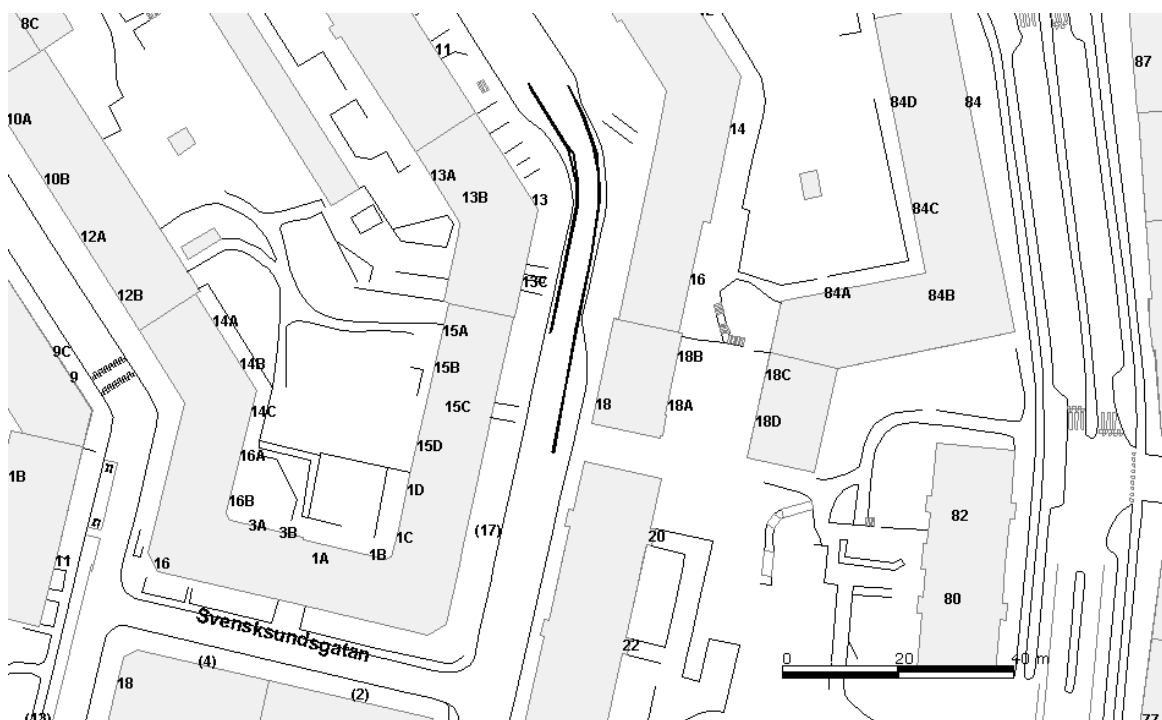 8C
11
87
10A
84D
84
14
10B
13A
13B
13
84C
12A
12B
13C
16
84A
84B
14A
15A
9C
9
14B
15B
18B
18C
14C
15C
18
18A
18D
16A
15D
1B
1D
16B
3A
3B
1C
(17)
20
82
11
16
1A
1B
80
Svensksundsgatan
22
(4)
0 20 40 m
18
(2)